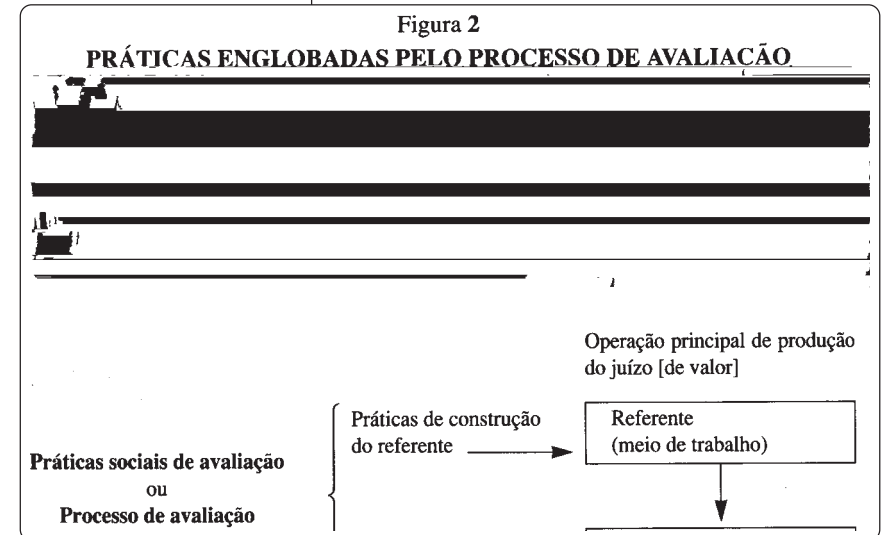 Figura 2
PRÁTICAS ENGLOBADAS PELO PROCESSO DE AVALIAÇÃO
Operação principal de produção
do juízo [de valor]
Práticas de construção
do referente
Referente
(meio de trabalho)
Práticas sociais de avaliação
ou
Processo de avaliação